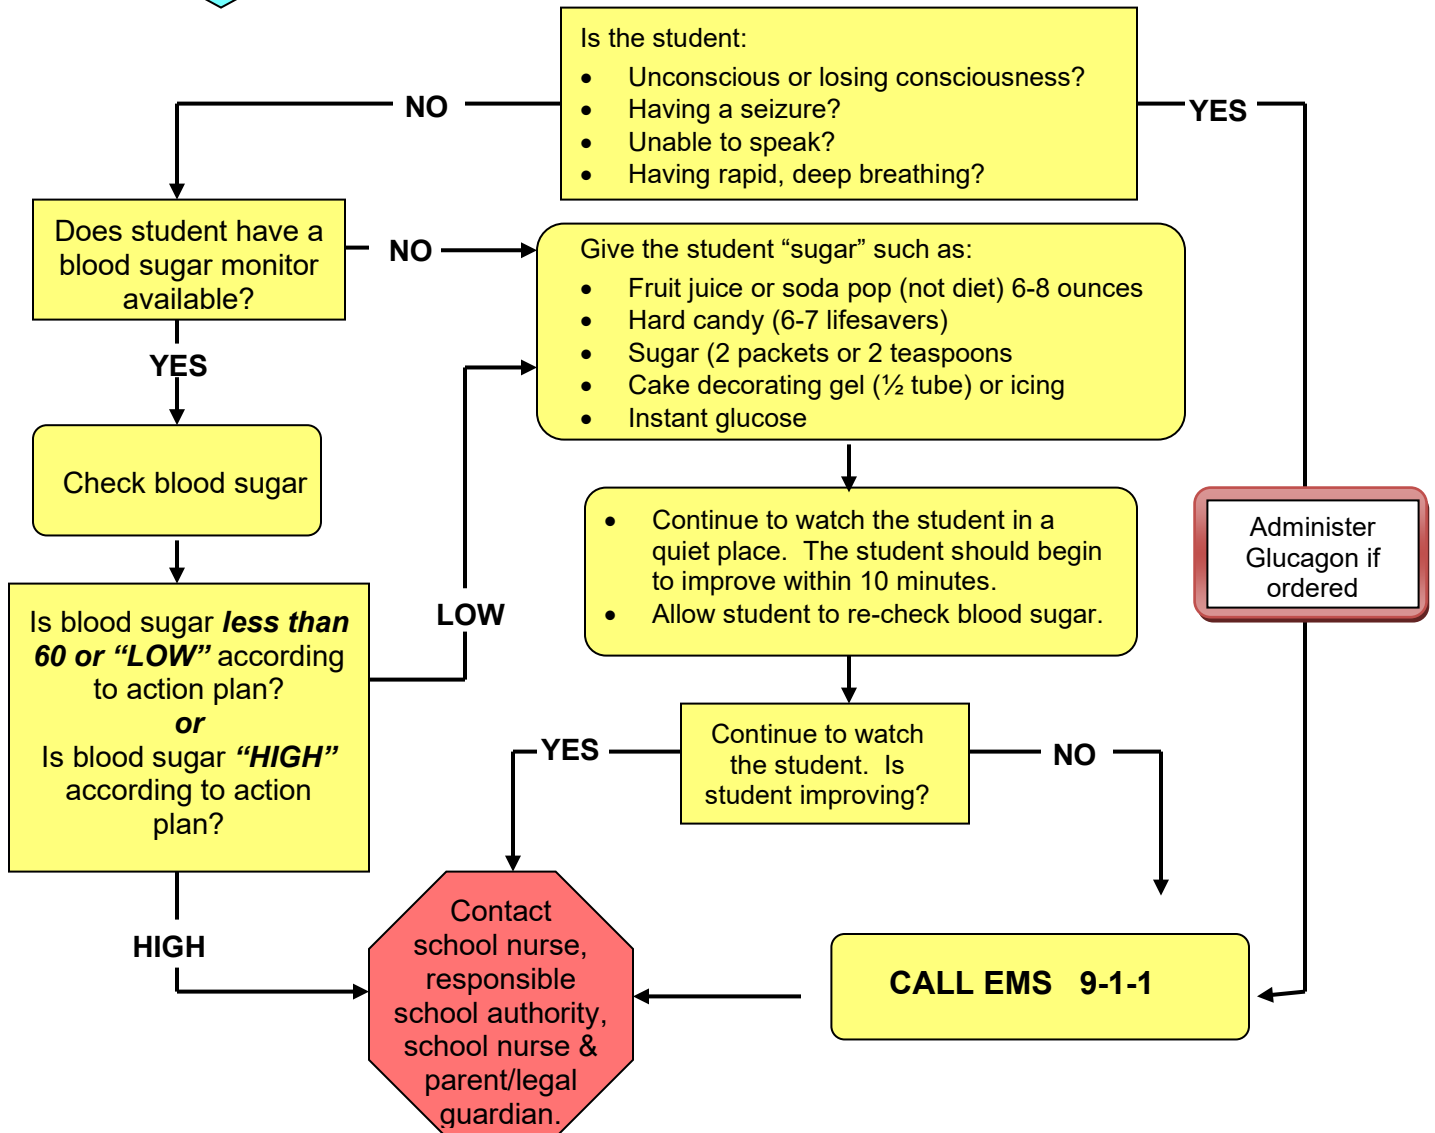 Is the student:
• Unconscious or losing consciousness?
• Having a seizure?
• Unable to speak?
• Having rapid, deep breathing?
NO
YES
Does student have a
blood sugar monitor
available?
NO
YES
Give the student “sugar” such as:
• Fruit juice or soda pop (not diet) 6-8 ounces
• Hard candy (6-7 lifesavers)
• Sugar (2 packets or 2 teaspoons
• Cake decorating gel (½ tube) or icing
• Instant glucose
Check blood sugar
• Continue to watch the student in a
quiet place. The student should begin
to improve within 10 minutes.
• Allow student to re-check blood sugar.
Administer
Glucagon if
ordered
Is blood sugar less than
60 or “LOW” according
to action plan?
or
Is blood sugar “HIGH”
according to action
plan?
LOW
HIGH
Continue to watch
the student. Is
student improving?
YES
NO
Contact
school nurse,
responsible
school authority,
school nurse &
parent/legal
guardian.
CALL EMS 9-1-1